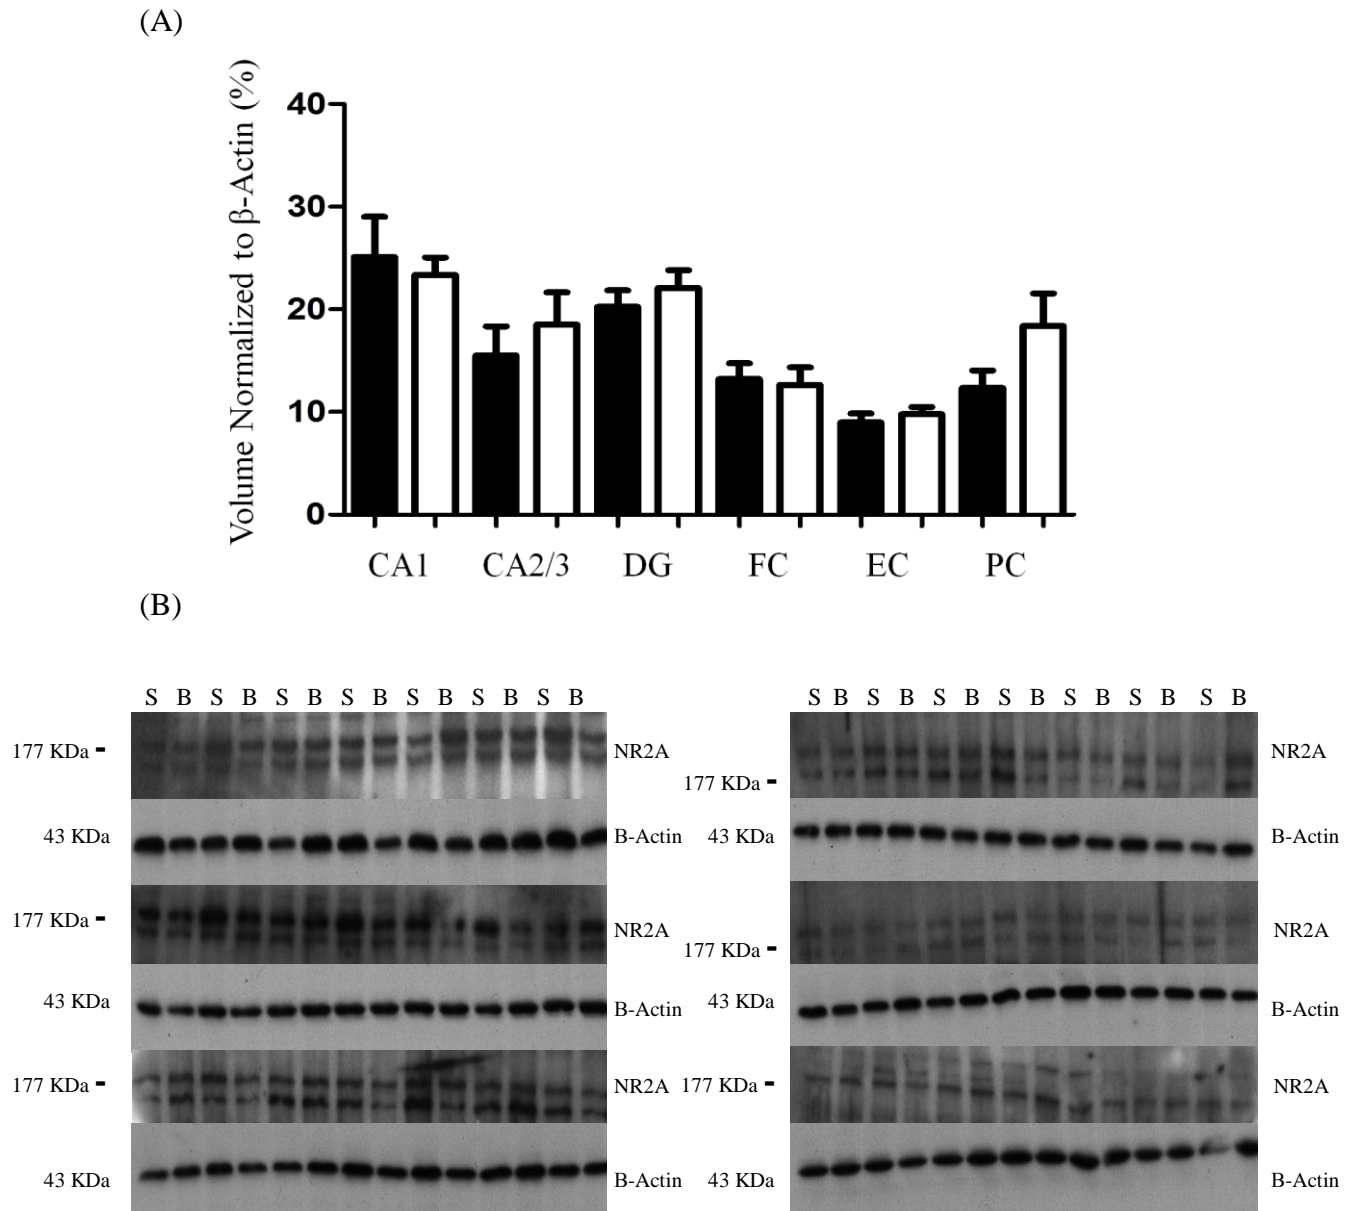 (A)
Volume Normalized to β-Actin (%)
40
30
20
10
0
CA1 CA2/3 DG FC EC PC
(B)
S B S B S B S B S B S B S B
177 KDa -
NR2A
43 KDa
B-Actin
177 KDa -
NR2A
43 KDa
B-Actin
177 KDa -
NR2A
43 KDa
B-Actin
S B S B S B S B S B S B S B
177 KDa -
NR2A
43 KDa
B-Actin
177 KDa -
NR2A
43 KDa
B-Actin
177 KDa -
NR2A
43 KDa
B-Actin